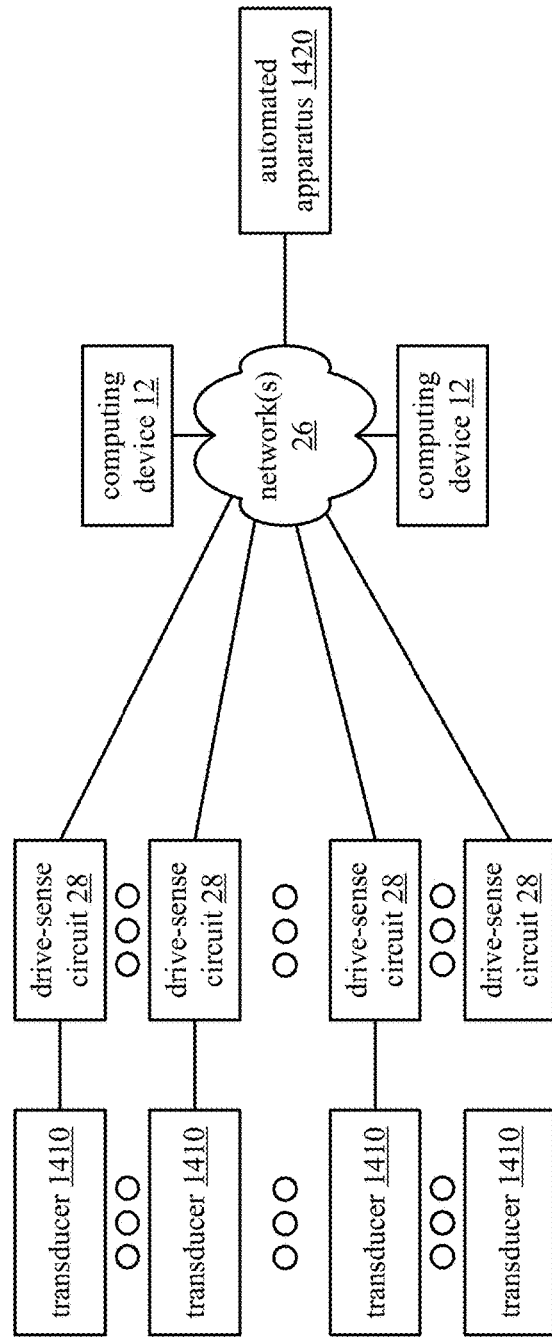 transducer 1410
transducer 1410
transducer 1410
transducer 1410
drive-sense
circuit 28
drive-sense
circuit 28
drive-sense
circuit 28
drive-sense
circuit 28
computing
device 12
network(s)
26
computing
device 12
automated
apparatus 1420